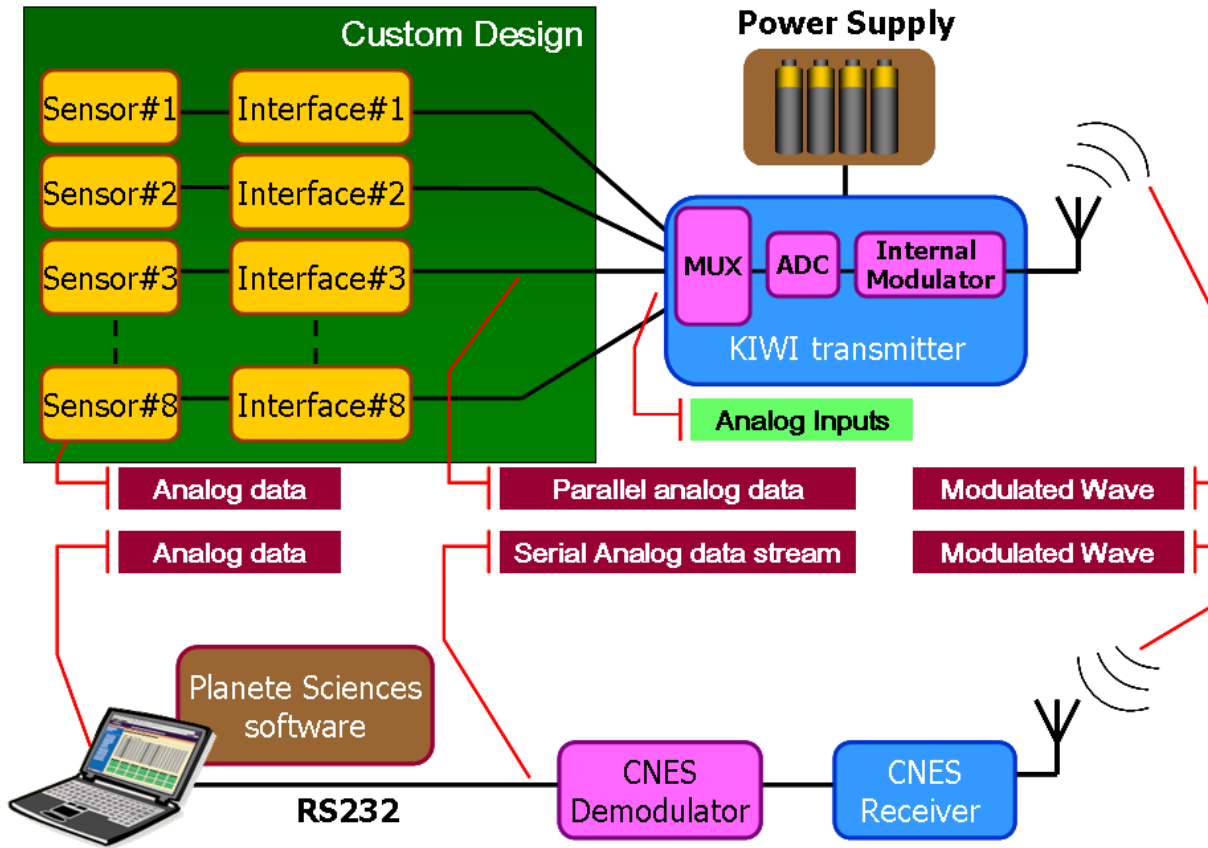 Custom Design
Power Supply
Sensor#1
Interface#1
Sensor#2
Interface#2
Sensor#3
Interface#3
Sensor#8
Interface#8
MUX
ADC
Internal
Modulator
KIWI transmitter
Analog Inputs
Analog data
Parallel analog data
Modulated Wave
Analog data
Serial Analog data stream
Modulated Wave
Planete Sciences
software
RS232
CNES
Demodulator
CNES
Receiver